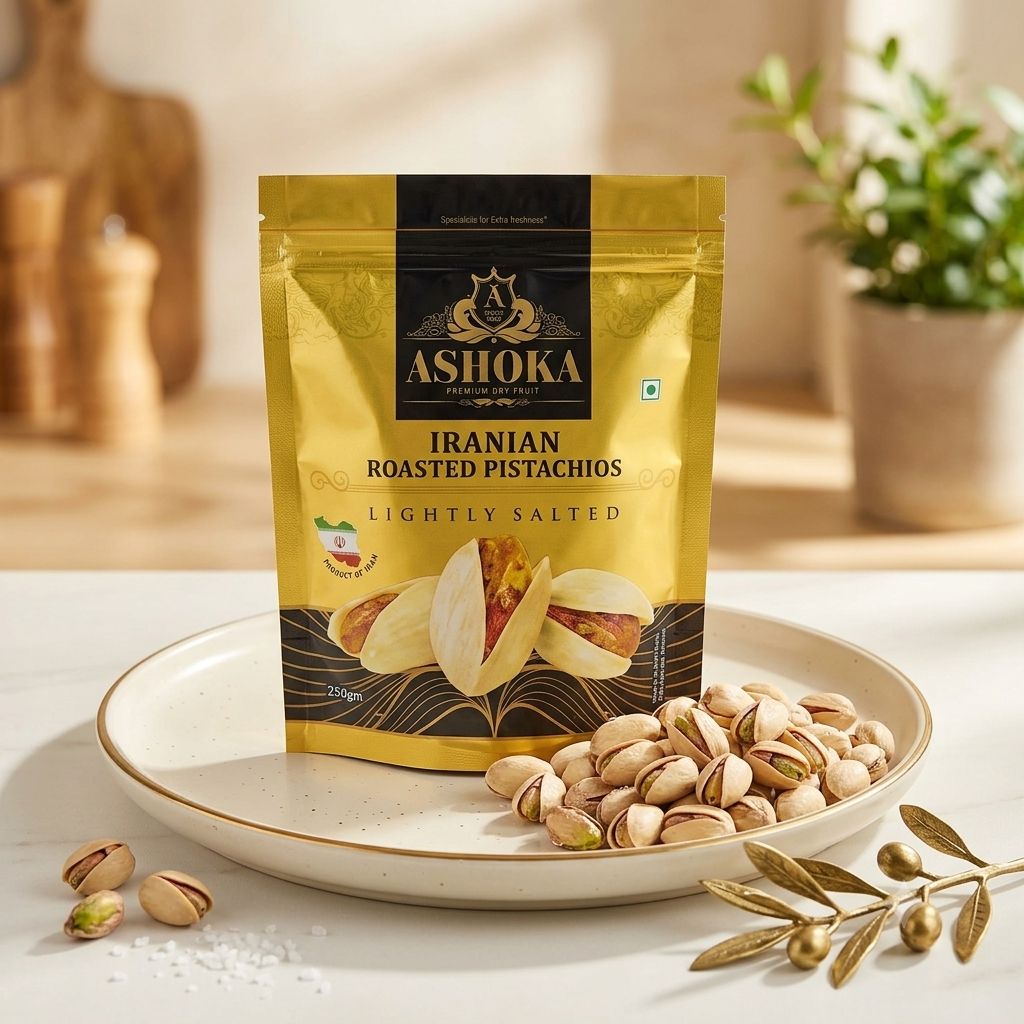 Spesialcils for Extra freshness*
A
ASHOKA
PREMIUM DRY FRUIT
IRANIAN
ROASTED PISTACHIOS
LIGHTLY SALTED
PRODUCT OF IRAN
250gm